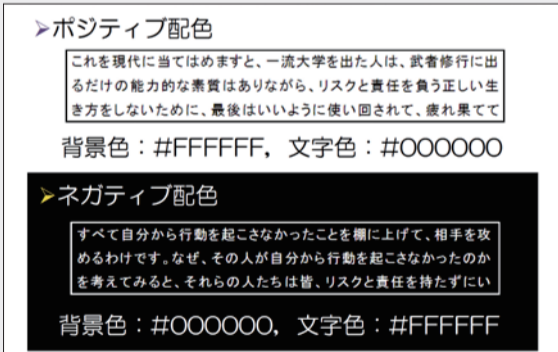 ➢ポジティブ配色
これを現代に当てはめますと、一流大学を出た人は、武者修行に出
るだけの能力的な素質はありながら、リスクと責任を負う正しい生
き方をしないために、最後はいいように使い回されて、疲れ果てて
背景色：#FFFFFF，文字色：#000000
➢ネガティブ配色
すべて自分から行動を起こさなかったことを棚に上げて、相手を攻
めるわけです。なぜ、その人が自分から行動を起こさなかったのか
を考えてみると、それらの人たちは皆、リスクと責任を持たずにい
背景色：#000000，文字色：#FFFFFF